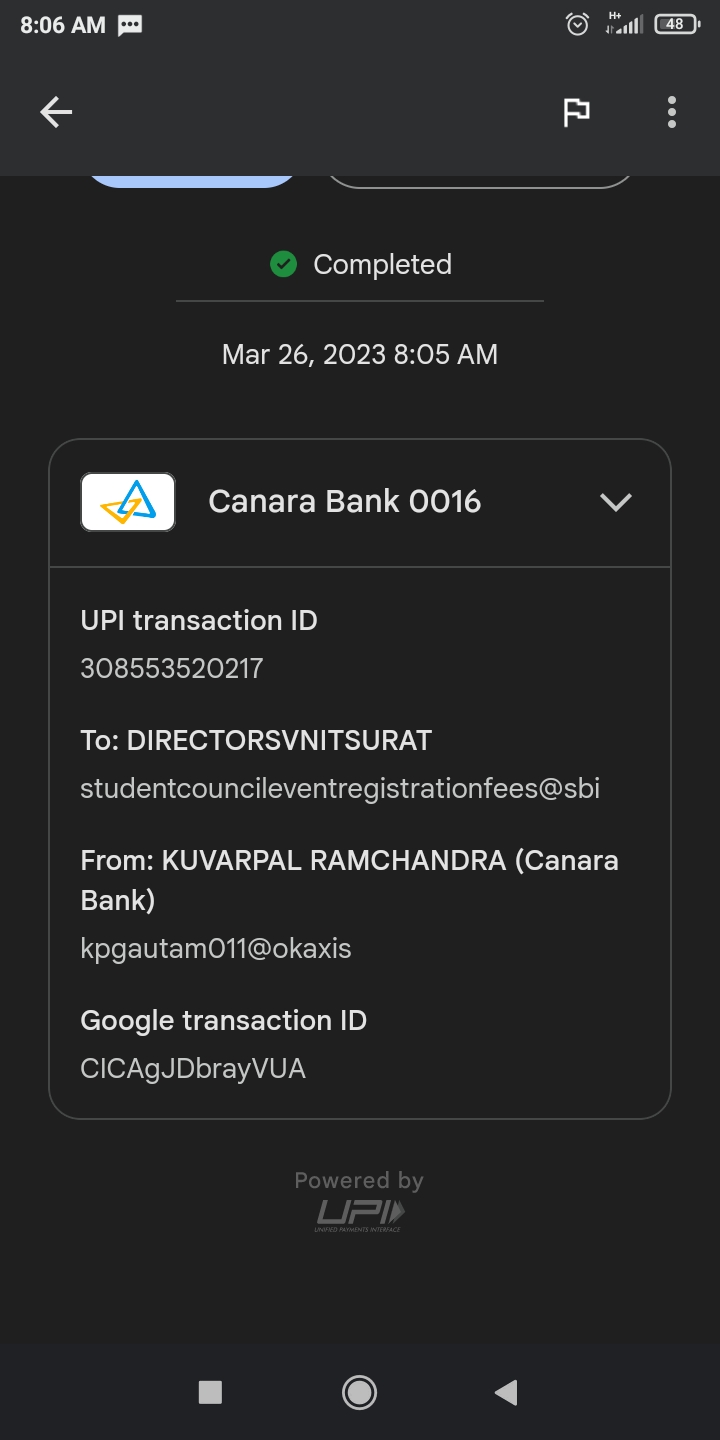 8:06 AM
H+
48
Completed
Mar 26, 2023 8:05 AM
Canara Bank 0016
UPI transaction ID
308553520217
To: DIRECTORSVNITSURAT
studentcouncileventregistrationfees@sbi
From: KUVARPAL RAMCHANDRA (Canara
Bank)
kpgautam011@okaxis
Google transaction ID
CICAgJDbrayVUA
Powered by
UPI
UNIFIED PAYMENTS INTERFACE